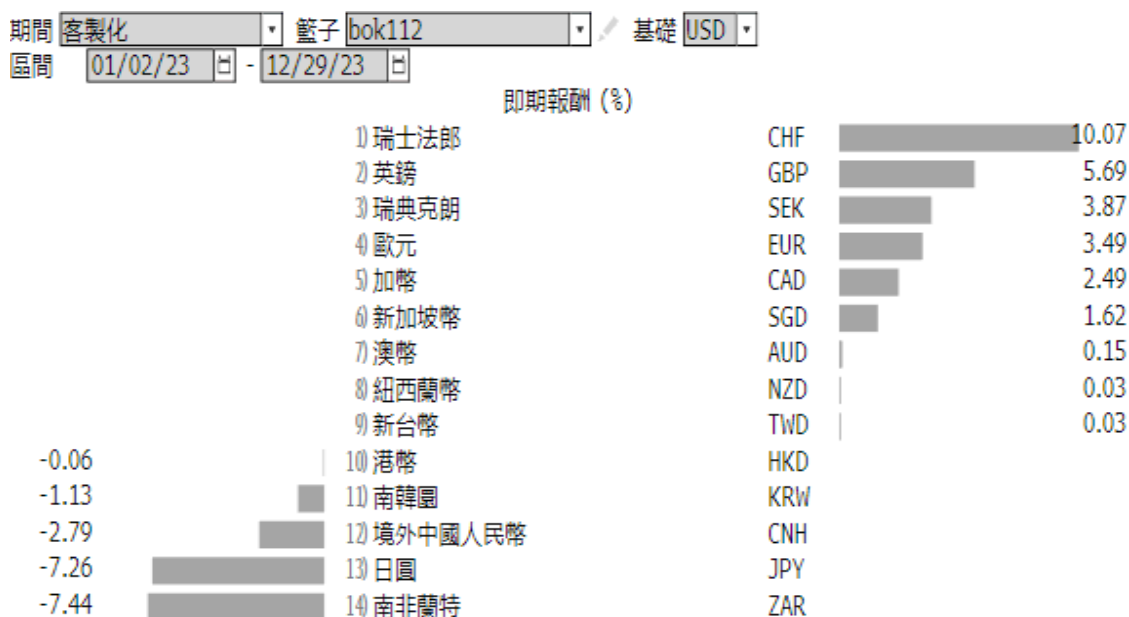 期間 客製化 籃子 bok112 基礎 USD
區間 01/02/23 - 12/29/23
即期報酬 (%)
1) 瑞士法郎 CHF 10.07
2) 英鎊 GBP 5.69
3) 瑞典克朗 SEK 3.87
4) 歐元 EUR 3.49
5) 加幣 CAD 2.49
6) 新加坡幣 SGD 1.62
7) 澳幣 AUD 0.15
8) 紐西蘭幣 NZD 0.03
9) 新台幣 TWD 0.03
-0.06 10) 港幣 HKD
-1.13 11) 南韓圜 KRW
-2.79 12) 境外中國人民幣 CNH
-7.26 13) 日圓 JPY
-7.44 14) 南非蘭特 ZAR